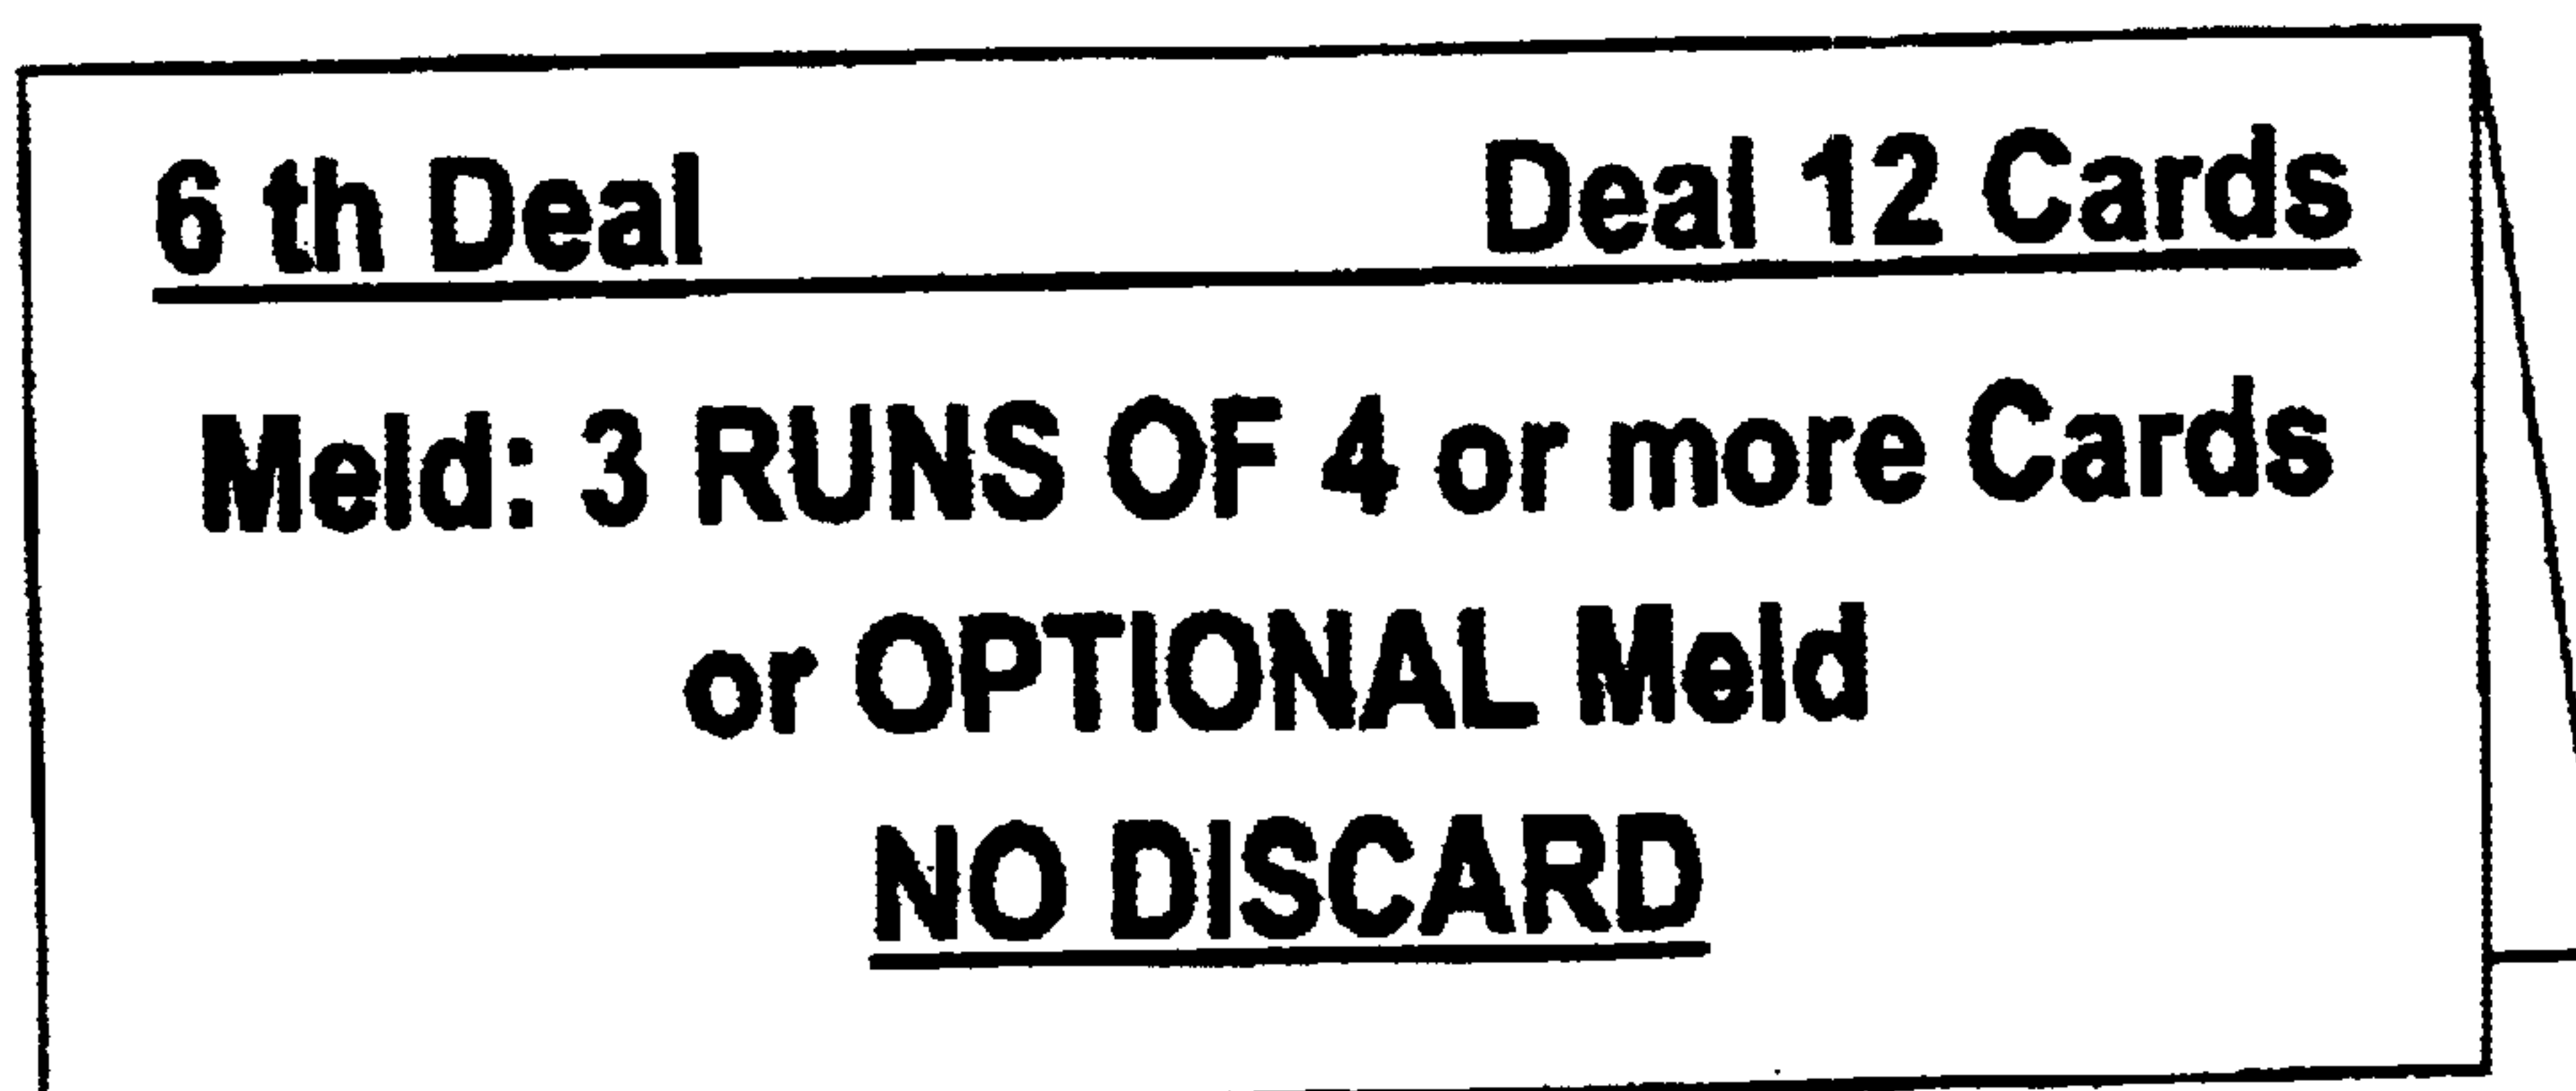 6 th Deal Deal 12 Cards
Meld: 3 RUNS OF 4 or more Cards
or OPTIONAL Meld
NO DISCARD